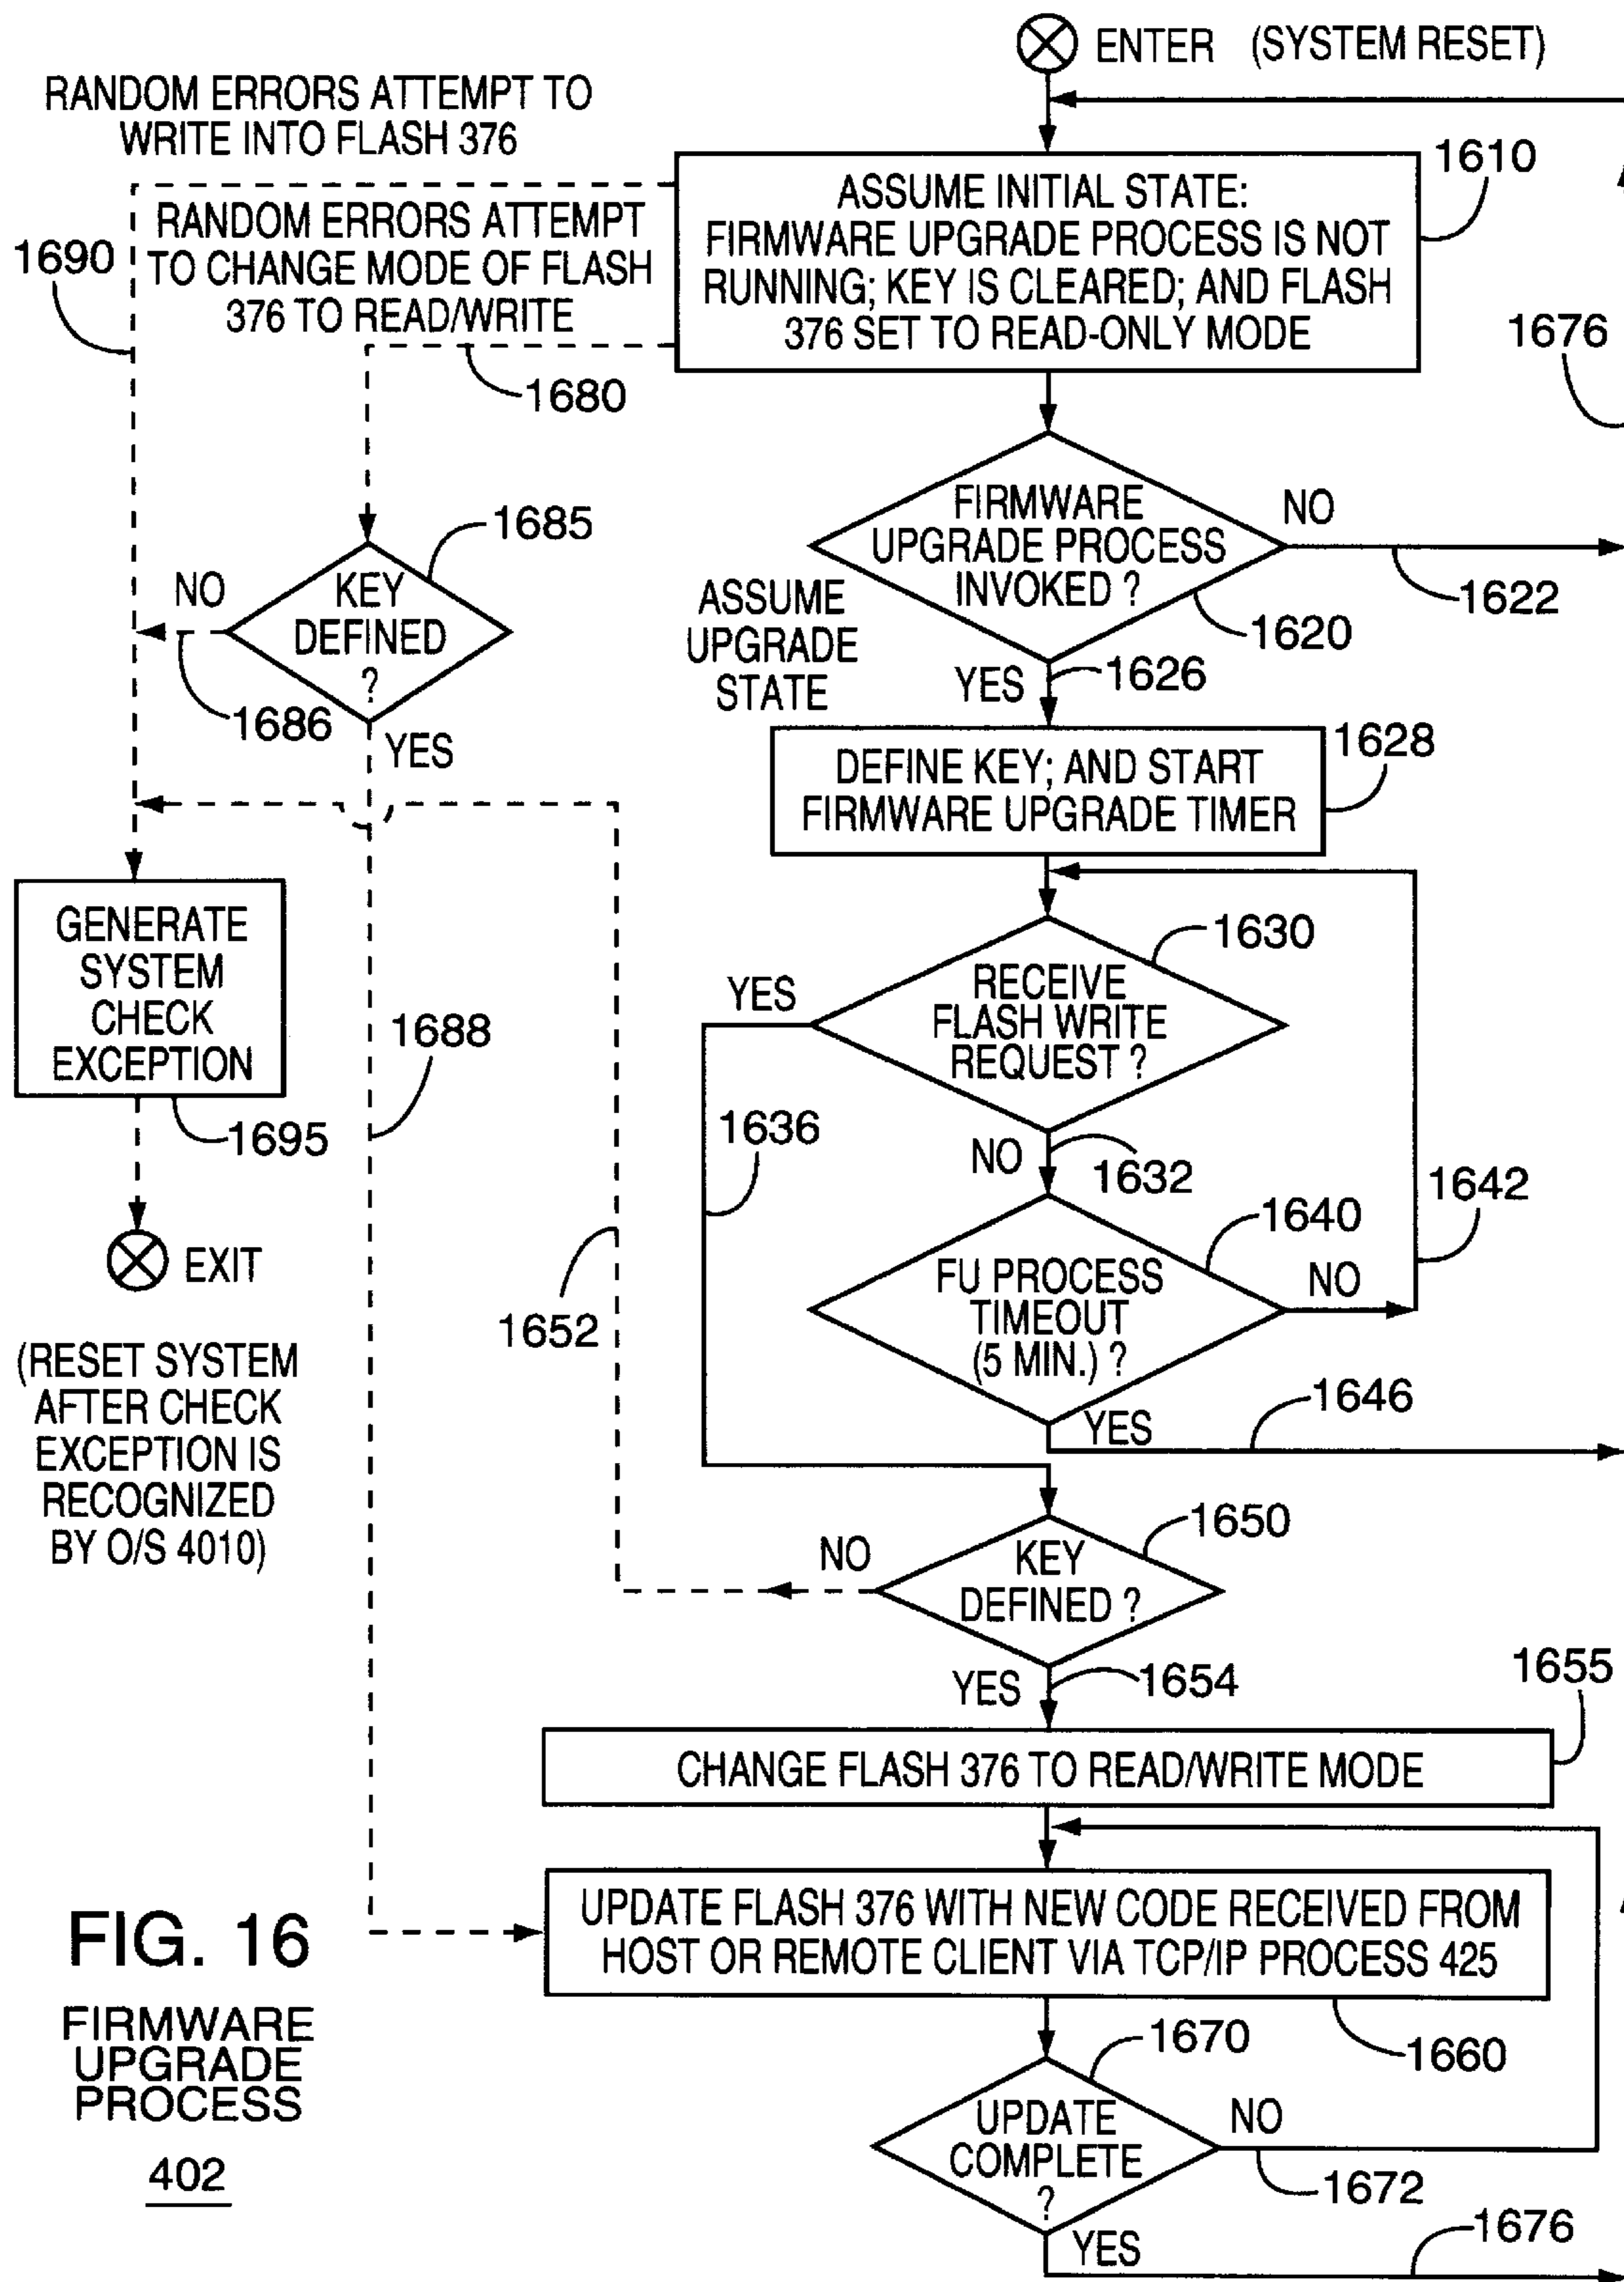 ENTER (SYSTEM RESET)
RANDOM ERRORS ATTEMPT TO
WRITE INTO FLASH 376
1610
ASSUME INITIAL STATE:
FIRMWARE UPGRADE PROCESS IS NOT
RUNNING; KEY IS CLEARED; AND FLASH
376 SET TO READ-ONLY MODE
1690
RANDOM ERRORS ATTEMPT
TO CHANGE MODE OF FLASH
376 TO READ/WRITE
1676
1680
FIRMWARE
UPGRADE PROCESS
INVOKED ?
NO
1622
1620
1685
KEY
DEFINED
?
NO
1686
YES
ASSUME
UPGRADE
STATE
YES
1626
1628
DEFINE KEY; AND START
FIRMWARE UPGRADE TIMER
GENERATE
SYSTEM
CHECK
EXCEPTION
1695
1688
1630
RECEIVE
FLASH WRITE
REQUEST ?
YES
1636
NO
1632
1642
1640
FU PROCESS
TIMEOUT
(5 MIN.) ?
NO
YES
1646
EXIT
(RESET SYSTEM
AFTER CHECK
EXCEPTION IS
RECOGNIZED
BY O/S 4010)
1652
1650
KEY
DEFINED ?
NO
YES
1654
1655
CHANGE FLASH 376 TO READ/WRITE MODE
UPDATE FLASH 376 WITH NEW CODE RECEIVED FROM
HOST OR REMOTE CLIENT VIA TCP/IP PROCESS 425
1660
1670
UPDATE
COMPLETE
?
NO
1672
YES
1676
FIG. 16
FIRMWARE
UPGRADE
PROCESS
402